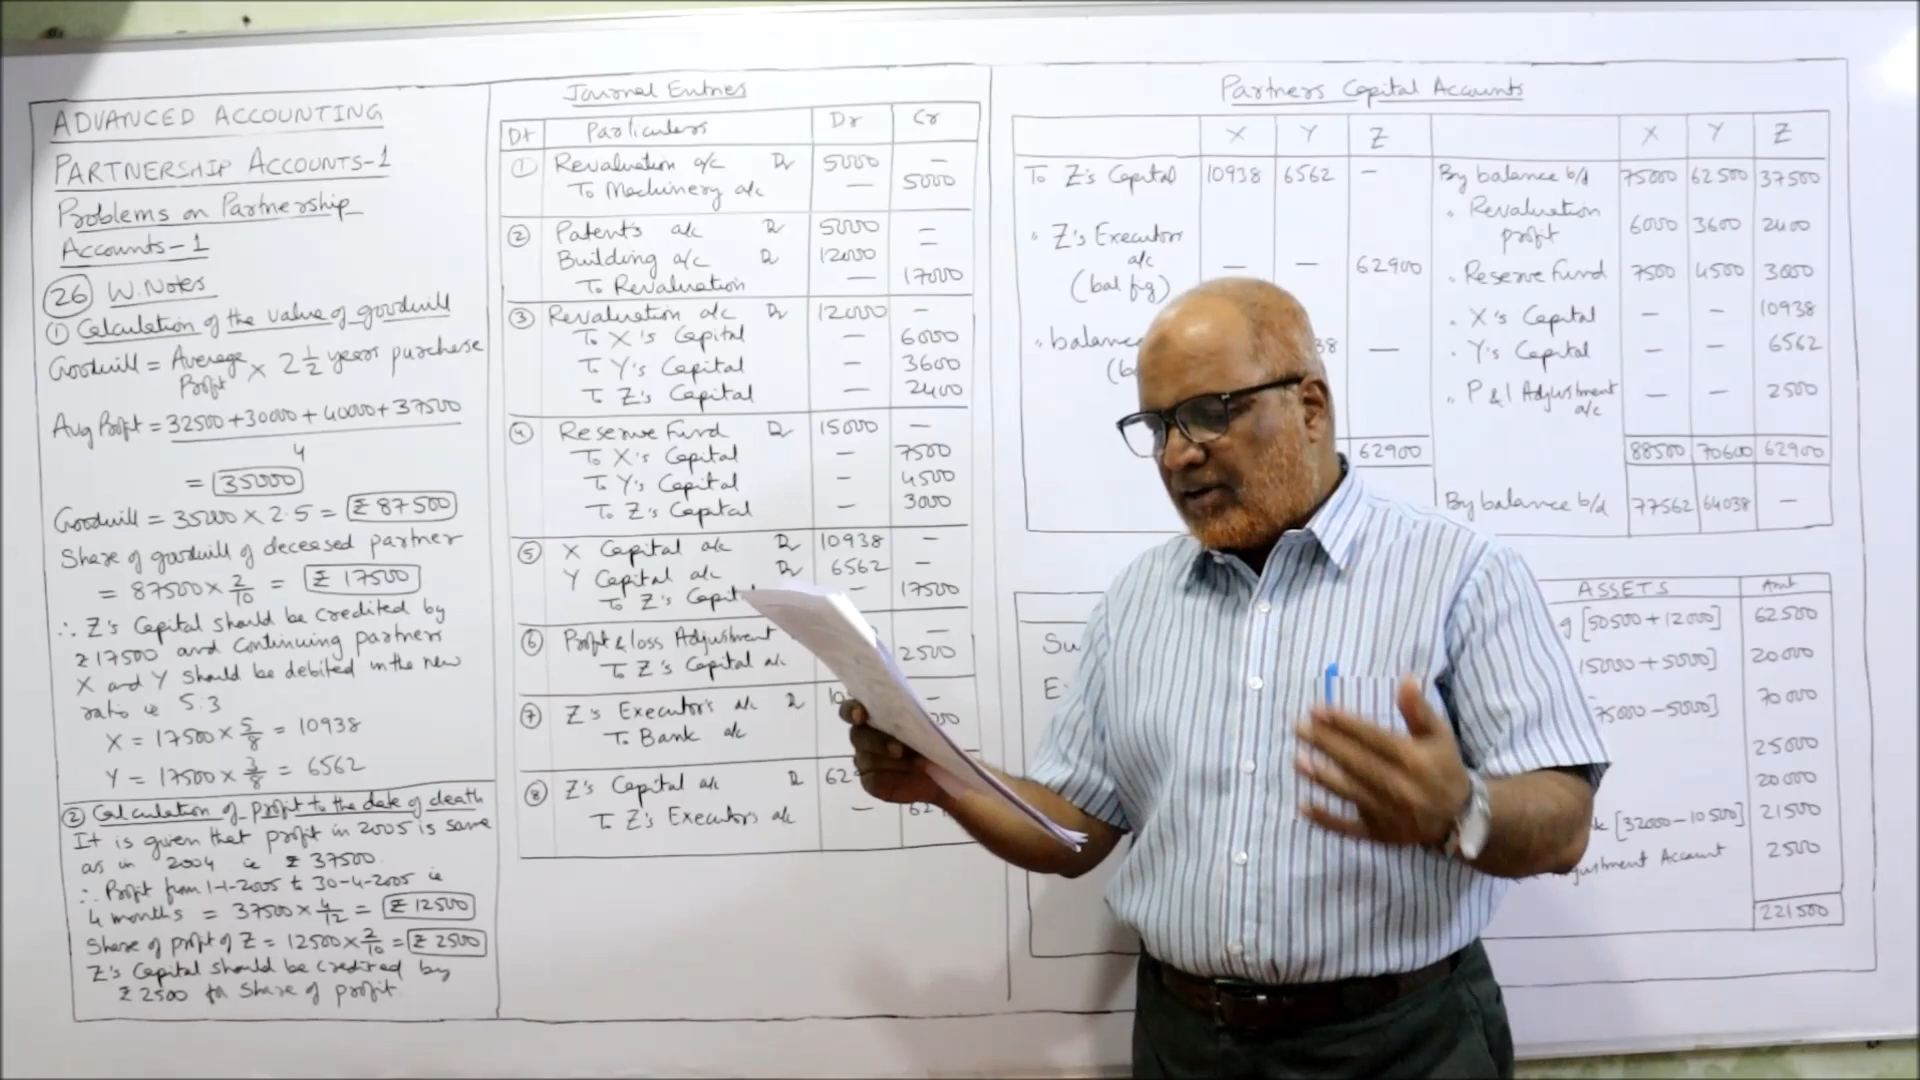 ADVANCED ACCOUNTING
PARTNERSHIP ACCOUNTS-1
Problems on Partnership
Accounts-1
26 W.Notes
① Calculation of the value of goodwill
Goodwill = Average Profit × 2 1/2 years purchase
Avg Profit = 32500 + 30000 + 40000 + 37500
4
= 35000
Goodwill = 35000 × 2.5 = ₹ 87500
Share of goodwill of deceased partner
= 87500 × 2/10 = ₹ 17500
∴ Z's Capital should be credited by
₹ 17500 and Continuing partners
X and Y should be debited in the new
ratio ie 5:3
X = 17500 × 5/8 = 10938
Y = 17500 × 3/8 = 6562
② Calculation of profit to the date of death
It is given that profit in 2005 is same
as in 2004 ie ₹ 37500.
∴ Profit from 1-1-2005 to 30-4-2005 ie
4 months = 37500 × 4/12 = ₹ 12500
Share of profit of Z = 12500 × 2/10 = ₹ 2500
Z's Capital should be credited by
₹ 2500 for share of profit.
Journal Entries
Dt Particulars Dr Cr
① Revaluation a/c Dr 5000 —
To Machinery a/c — 5000
② Patents a/c Dr 5000 —
Building a/c Dr 12000 —
To Revaluation — 17000
③ Revaluation a/c Dr 12000 —
To X's Capital — 6000
To Y's Capital — 3600
To Z's Capital — 2400
④ Reserve Fund Dr 15000 —
To X's Capital — 7500
To Y's Capital — 4500
To Z's Capital — 3000
⑤ X Capital a/c Dr 10938 —
Y Capital a/c Dr 6562 —
To Z's Capit — 17500
⑥ Profit & loss Adjustment —
To Z's Capital a/c 2500
⑦ Z's Executor's a/c Dr 10 —
To Bank a/c
⑧ Z's Capital a/c Dr 62
To Z's Executors a/c — 62
Partners Capital Accounts
X Y Z X Y Z
To Z's Capital 10938 6562 — By balance b/d 75000 62500 37500
" Z's Executor a/c (bal fig) — — 62900 " Revaluation profit 6000 3600 2400
" Reserve Fund 7500 4500 3000
" X's Capital — — 10938
" balance 38 — " Y's Capital — — 6562
" P & l Adjustment a/c — — 2500
62900 88500 70600 62900
By balance b/d 77562 64038 —
ASSETS Amt
[50500 + 12000] 62500
15000 + 5000] 20000
75000 - 5000] 70000
25000
20000
[32000 - 10500] 21500
Adjustment Account 2500
221500